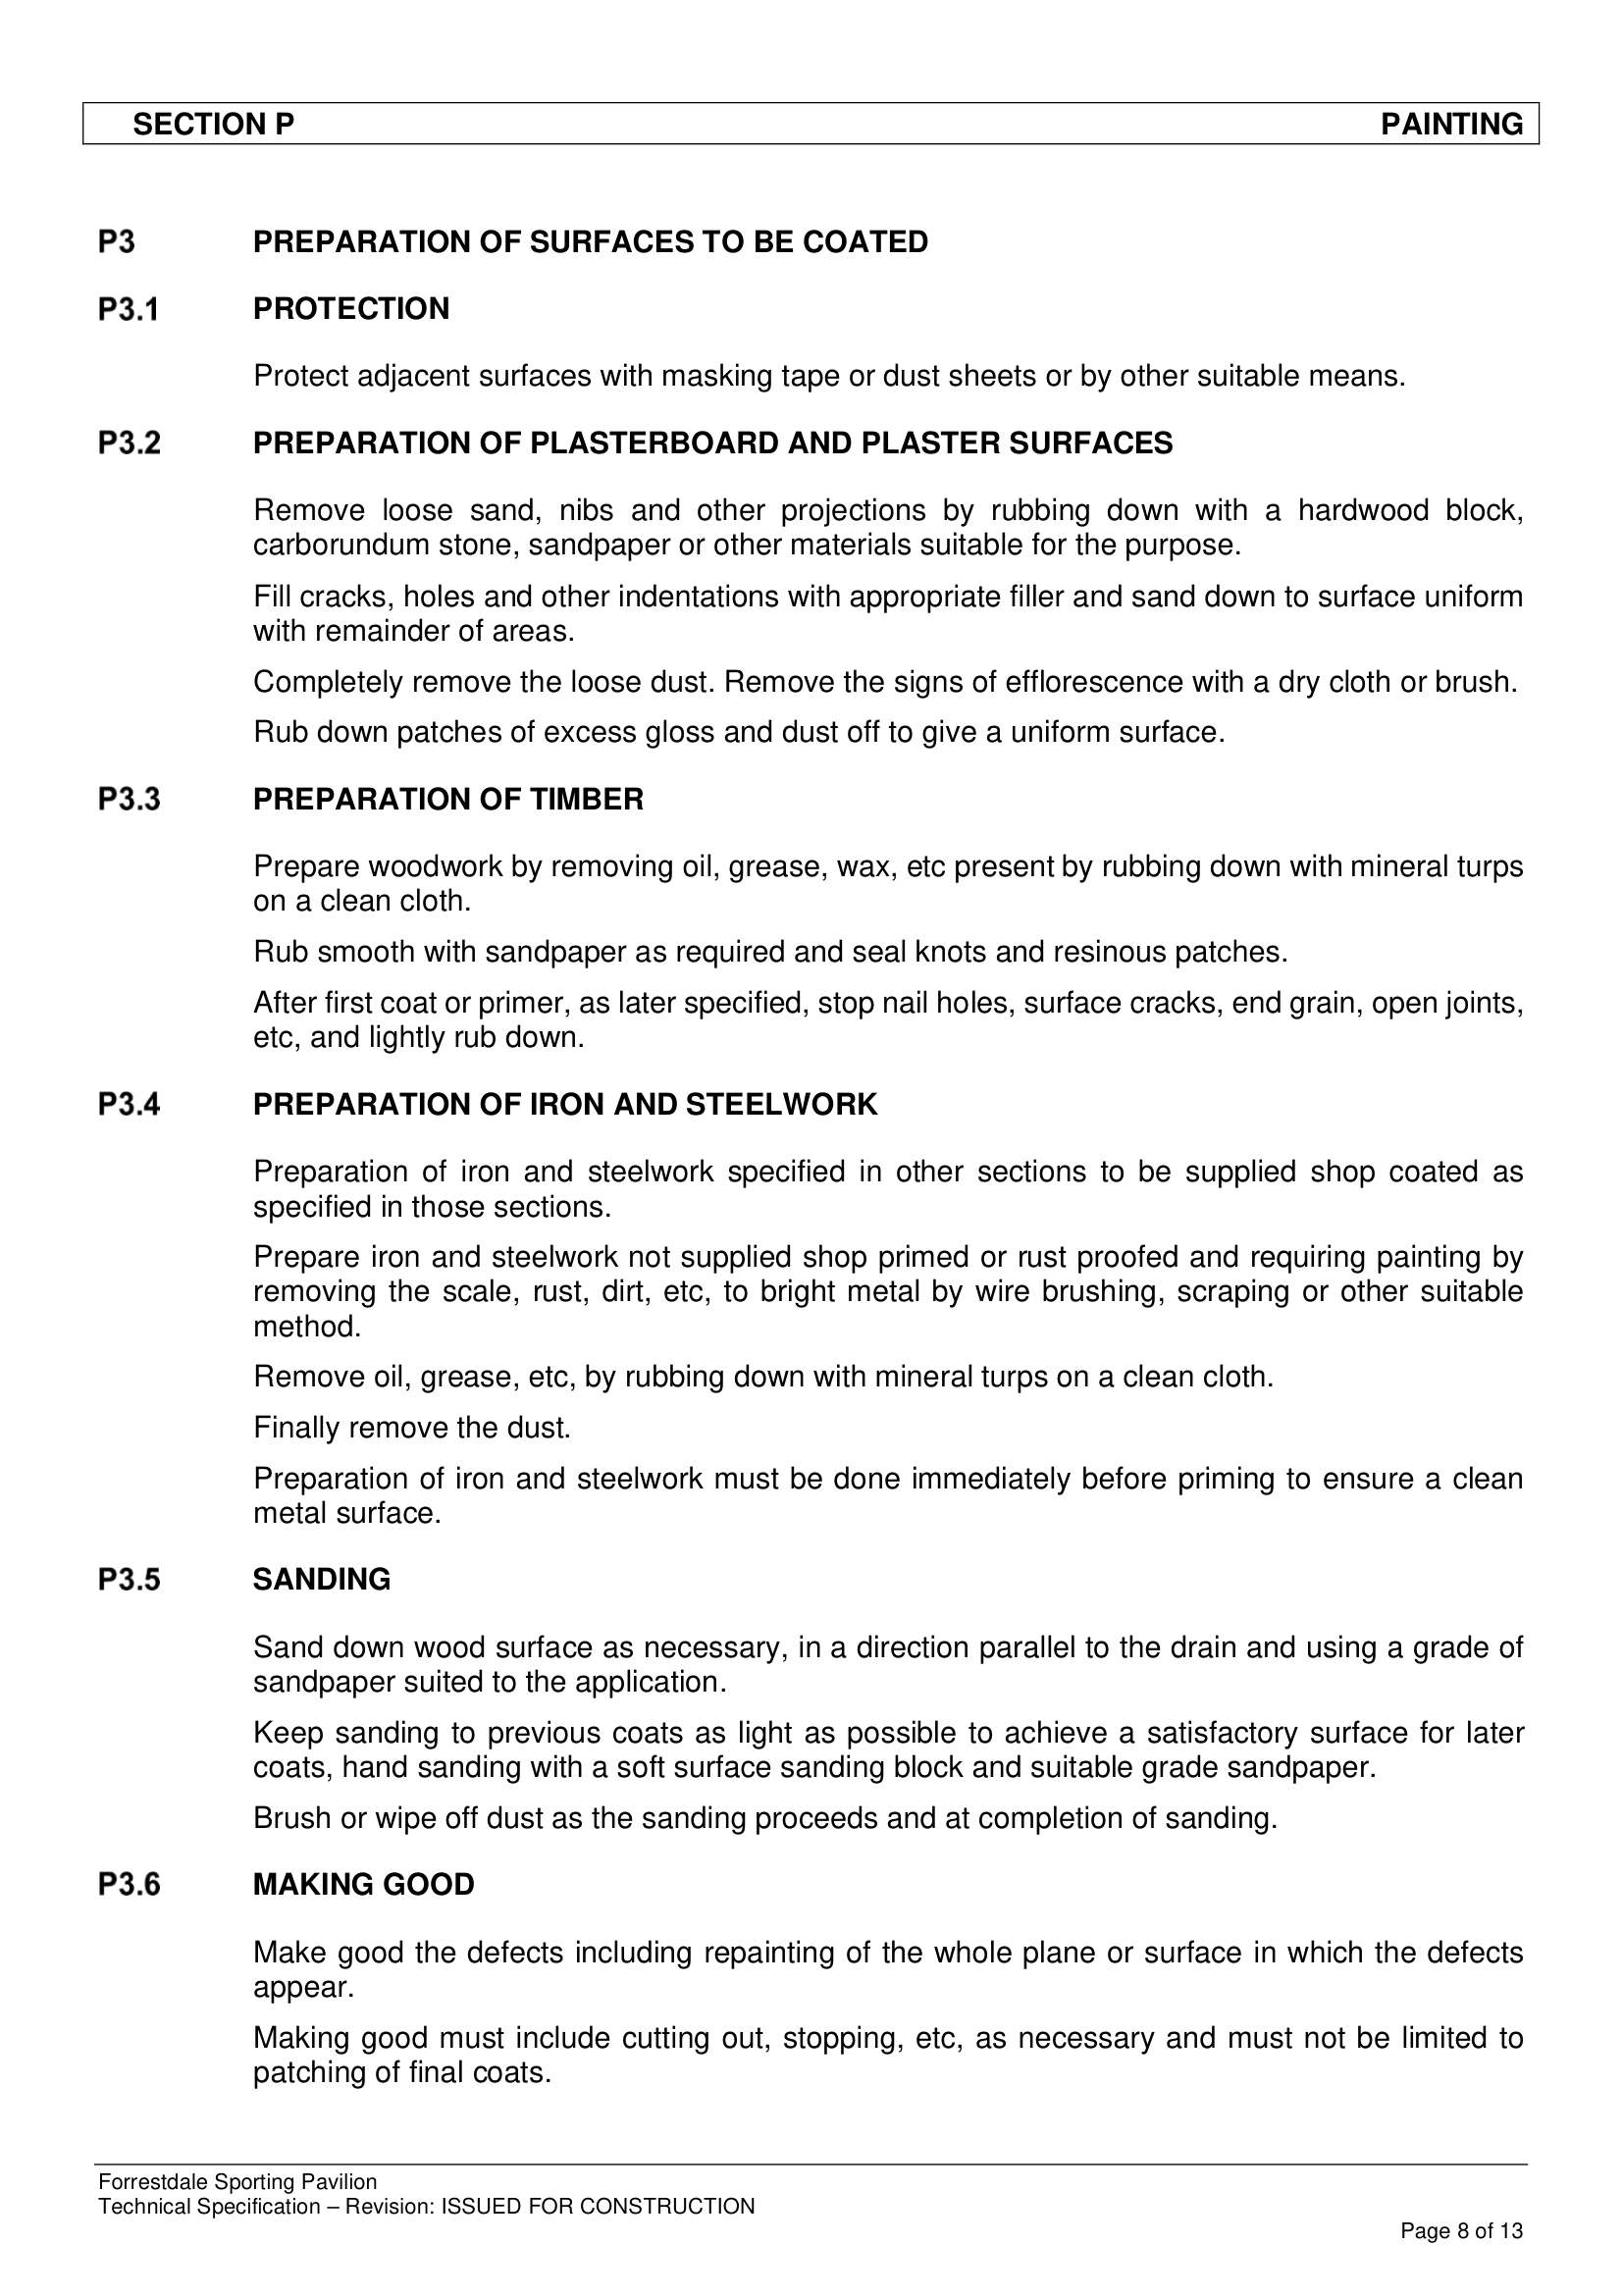 SECTION P PAINTING
P3 PREPARATION OF SURFACES TO BE COATED
P3.1 PROTECTION
Protect adjacent surfaces with masking tape or dust sheets or by other suitable means.
P3.2 PREPARATION OF PLASTERBOARD AND PLASTER SURFACES
Remove loose sand, nibs and other projections by rubbing down with a hardwood block,
carborundum stone, sandpaper or other materials suitable for the purpose.
Fill cracks, holes and other indentations with appropriate filler and sand down to surface uniform
with remainder of areas.
Completely remove the loose dust. Remove the signs of efflorescence with a dry cloth or brush.
Rub down patches of excess gloss and dust off to give a uniform surface.
P3.3 PREPARATION OF TIMBER
Prepare woodwork by removing oil, grease, wax, etc present by rubbing down with mineral turps
on a clean cloth.
Rub smooth with sandpaper as required and seal knots and resinous patches.
After first coat or primer, as later specified, stop nail holes, surface cracks, end grain, open joints,
etc, and lightly rub down.
P3.4 PREPARATION OF IRON AND STEELWORK
Preparation of iron and steelwork specified in other sections to be supplied shop coated as
specified in those sections.
Prepare iron and steelwork not supplied shop primed or rust proofed and requiring painting by
removing the scale, rust, dirt, etc, to bright metal by wire brushing, scraping or other suitable
method.
Remove oil, grease, etc, by rubbing down with mineral turps on a clean cloth.
Finally remove the dust.
Preparation of iron and steelwork must be done immediately before priming to ensure a clean
metal surface.
P3.5 SANDING
Sand down wood surface as necessary, in a direction parallel to the drain and using a grade of
sandpaper suited to the application.
Keep sanding to previous coats as light as possible to achieve a satisfactory surface for later
coats, hand sanding with a soft surface sanding block and suitable grade sandpaper.
Brush or wipe off dust as the sanding proceeds and at completion of sanding.
P3.6 MAKING GOOD
Make good the defects including repainting of the whole plane or surface in which the defects
appear.
Making good must include cutting out, stopping, etc, as necessary and must not be limited to
patching of final coats.
Forrestdale Sporting Pavilion
Technical Specification – Revision: ISSUED FOR CONSTRUCTION
Page 8 of 13